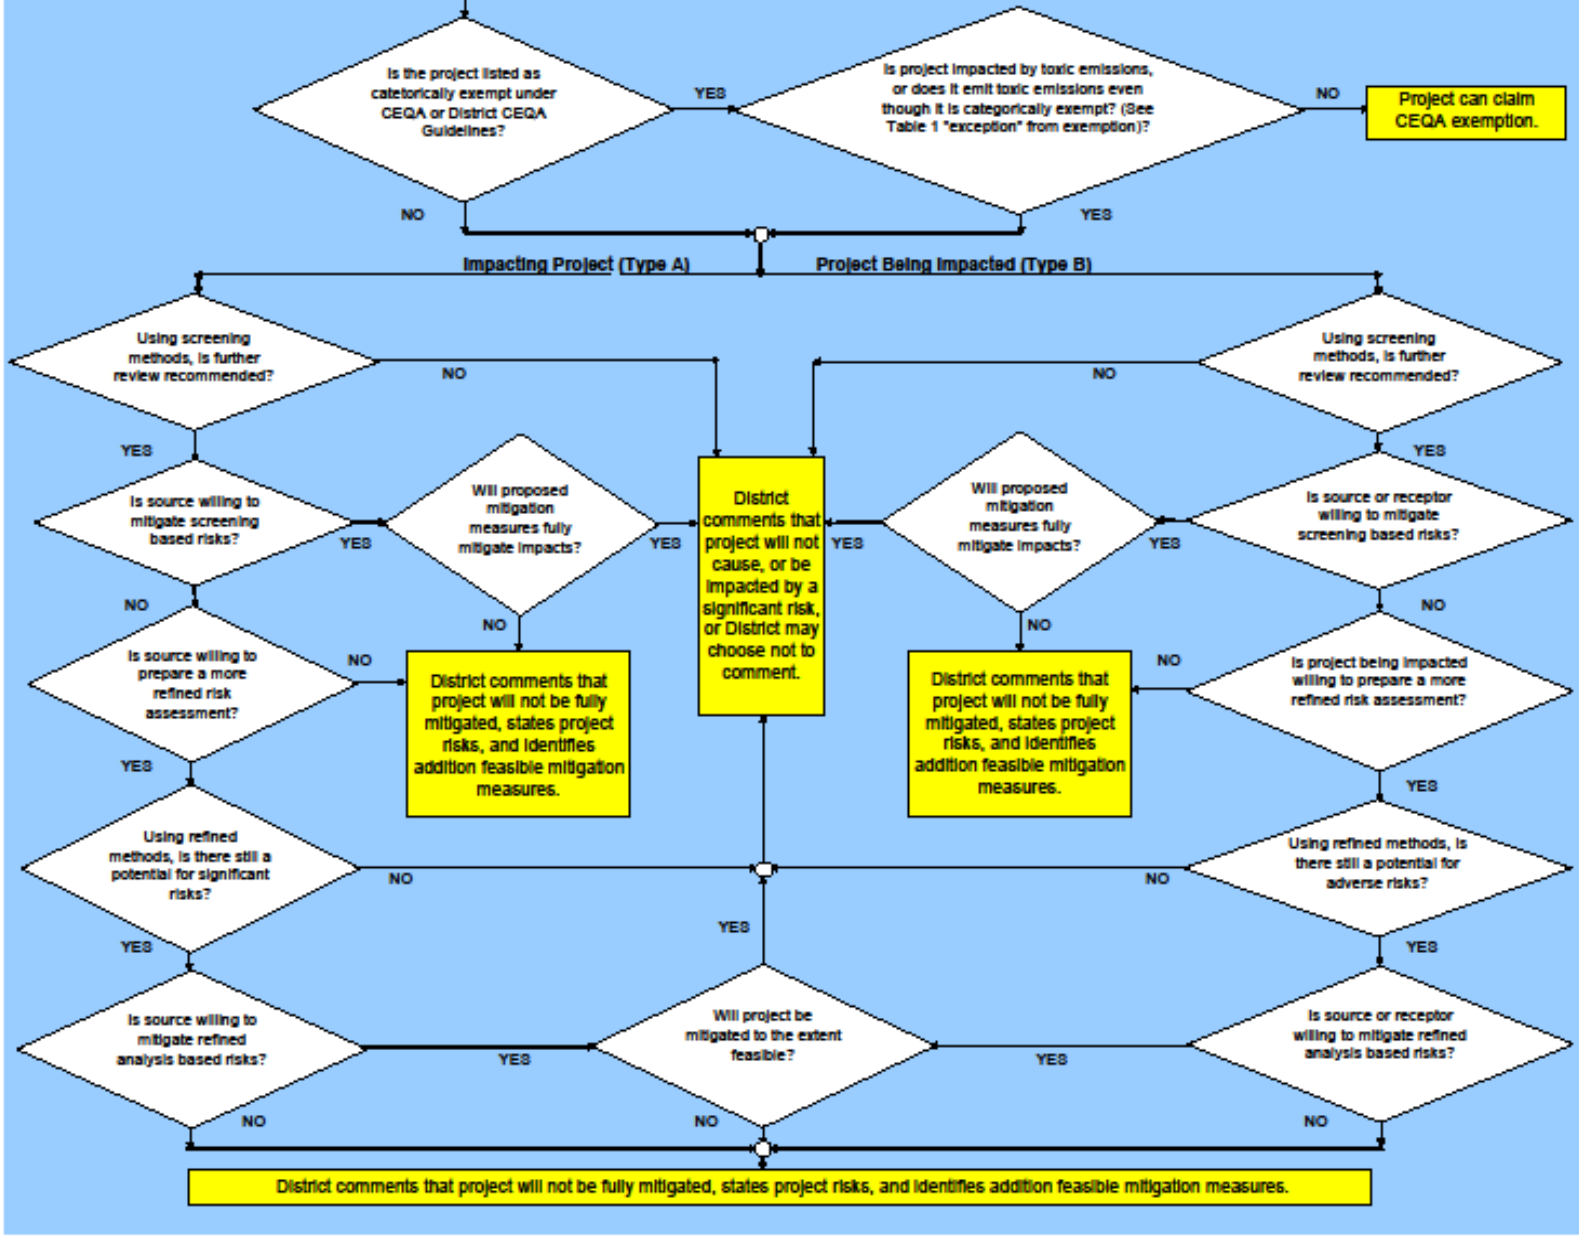 Is the project listed as
catetorically exempt under
CEQA or District CEQA
Guidelines?
YES
Is project impacted by toxic emissions,
or does it emit toxic emissions even
though it is categorically exempt? (See
Table 1 "exception" from exemption)?
NO
Project can claim
CEQA exemption.
NO
YES
Impacting Project (Type A)
Project Being Impacted (Type B)
Using screening
methods, is further
review recommended?
NO
Using screening
methods, is further
review recommended?
NO
YES
YES
Is source willing to
mitigate screening
based risks?
YES
Will proposed
mitigation
measures fully
mitigate impacts?
YES
District
comments that
project will not
cause, or be
impacted by a
significant risk,
or District may
choose not to
comment.
YES
Will proposed
mitigation
measures fully
mitigate impacts?
YES
Is source or receptor
willing to mitigate
screening based risks?
NO
NO
NO
NO
Is source willing to
prepare a more
refined risk
assessment?
NO
District comments that
project will not be fully
mitigated, states project
risks, and identifies
addition feasible mitigation
measures.
District comments that
project will not be fully
mitigated, states project
risks, and identifies
addition feasible mitigation
measures.
NO
Is project being impacted
willing to prepare a more
refined risk assessment?
YES
YES
Using refined
methods, is there still a
potential for significant
risks?
NO
NO
Using refined methods, is
there still a potential for
adverse risks?
YES
YES
YES
Is source willing to
mitigate refined
analysis based risks?
YES
Will project be
mitigated to the extent
feasible?
YES
Is source or receptor
willing to mitigate refined
analysis based risks?
NO
NO
NO
District comments that project will not be fully mitigated, states project risks, and identifies addition feasible mitigation measures.